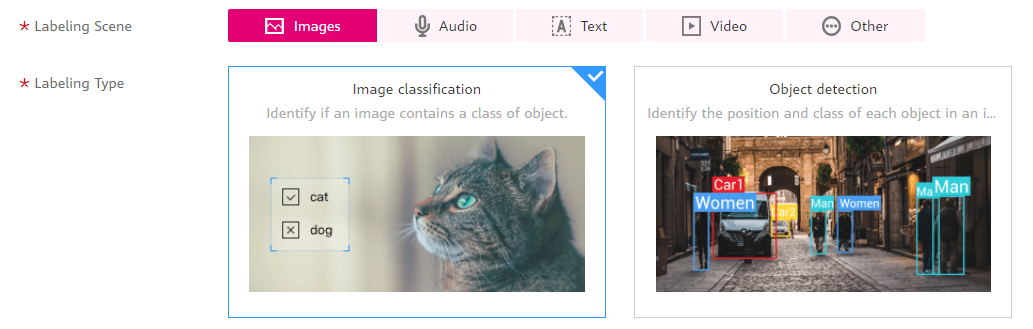 * Labeling Scene
Images
Audio
Text
Video
Other
* Labeling Type
Image classification
Identify if an image contains a class of object.
cat
dog
Object detection
Identify the position and class of each object in an i...
Car1
Women
Car2
Man
Women
Ma
Man